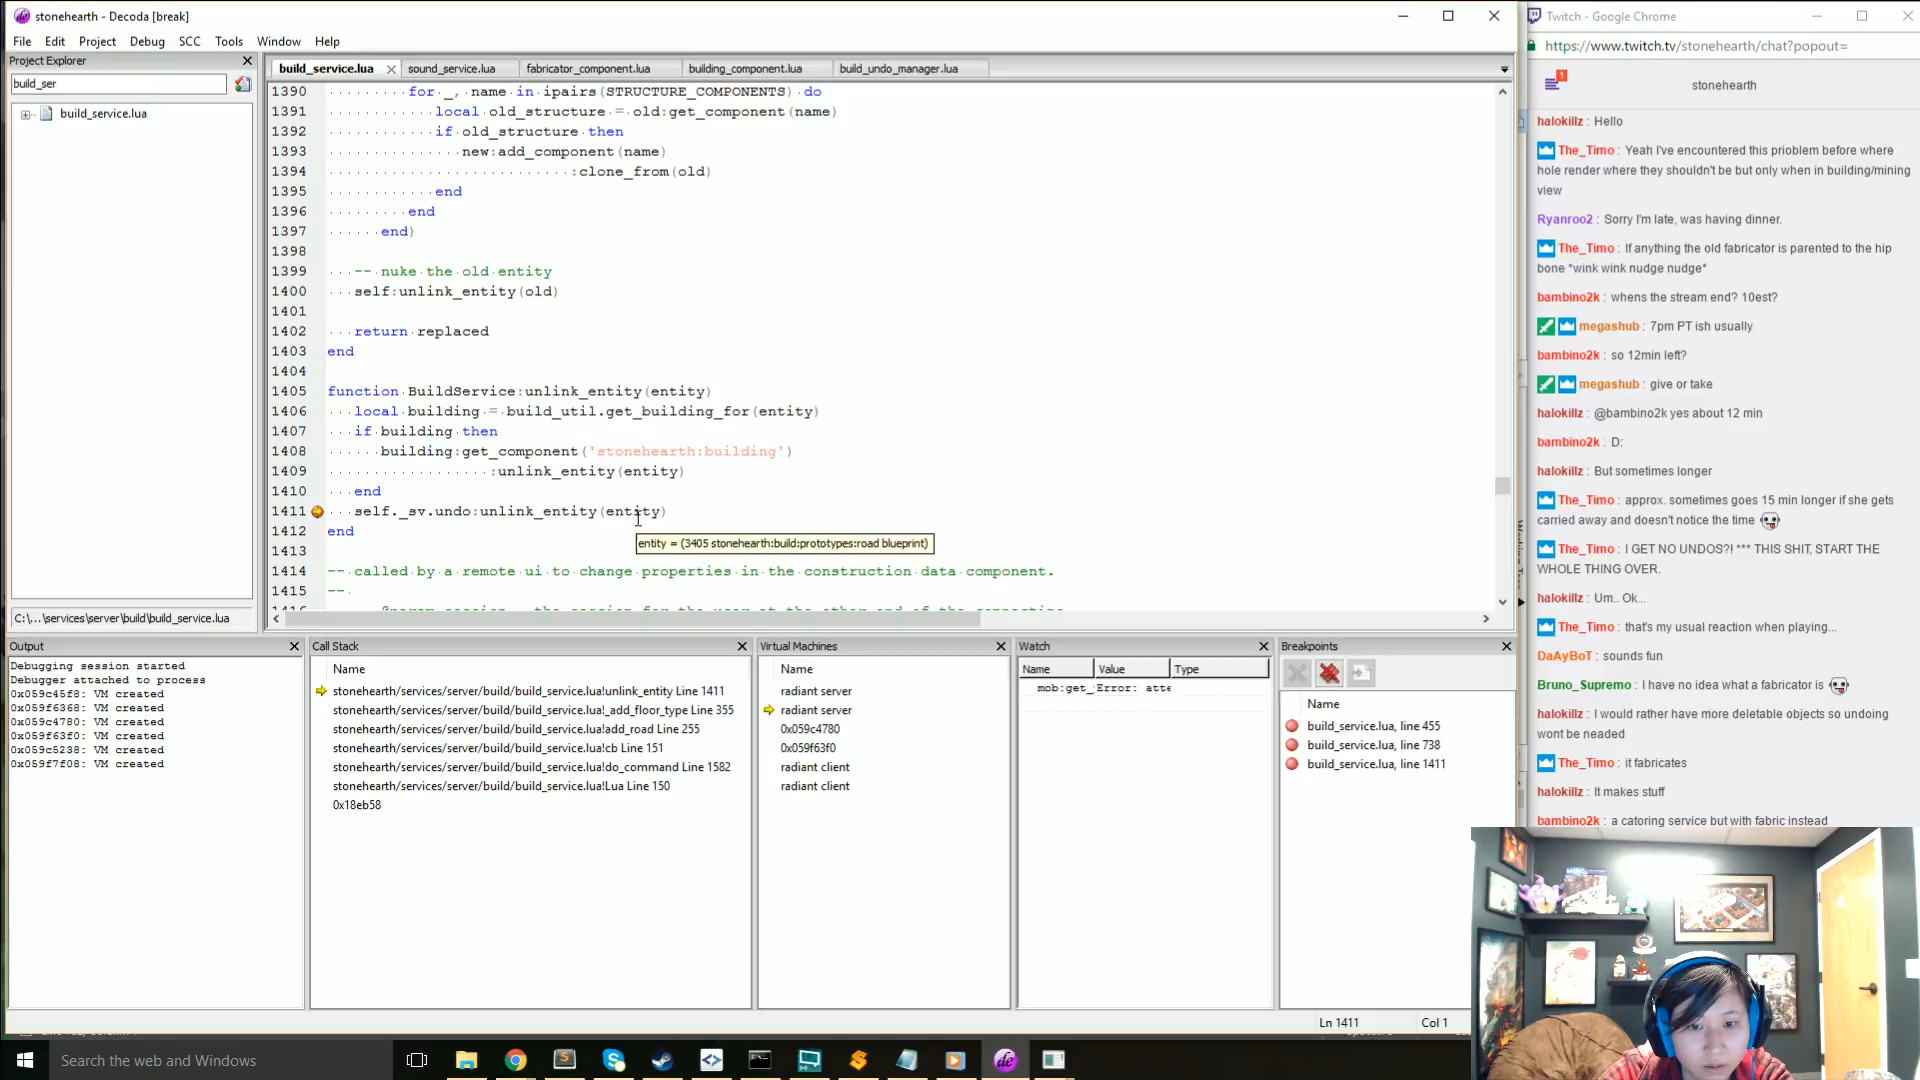 stonehearth - Decoda [break]
File Edit Project Debug SCC Tools Window Help
Project Explorer
build_ser
build_service.lua
C:\...\services\server\build\build_service.lua
build_service.lua sound_service.lua fabricator_component.lua building_component.lua build_undo_manager.lua
1390 for _, name in ipairs(STRUCTURE_COMPONENTS) do
1391 local old_structure = old:get_component(name)
1392 if old_structure then
1393 new:add_component(name)
1394 :clone_from(old)
1395 end
1396 end
1397 end)
1398
1399 -- nuke the old entity
1400 self:unlink_entity(old)
1401
1402 return replaced
1403 end
1404
1405 function BuildService:unlink_entity(entity)
1406 local building = build_util.get_building_for(entity)
1407 if building then
1408 building:get_component('stonehearth:building')
1409 :unlink_entity(entity)
1410 end
1411 self._sv.undo:unlink_entity(entity)
1412 end
entity = (3405 stonehearth:build:prototypes:road blueprint)
1413
1414 -- called by a remote ui to change properties in the construction data component.
1415 --
Output
Debugging session started
Debugger attached to process
0x059c45f8: VM created
0x059f6368: VM created
0x059c4780: VM created
0x059f63f0: VM created
0x059c5238: VM created
0x059f7f08: VM created
Call Stack
Name
stonehearth/services/server/build/build_service.lua!unlink_entity Line 1411
stonehearth/services/server/build/build_service.lua!_add_floor_type Line 355
stonehearth/services/server/build/build_service.lua!add_road Line 255
stonehearth/services/server/build/build_service.lua!cb Line 151
stonehearth/services/server/build/build_service.lua!do_command Line 1582
stonehearth/services/server/build/build_service.lua!Lua Line 150
0x18eb58
Virtual Machines
Name
radiant server
radiant server
0x059c4780
0x059f63f0
radiant client
radiant client
Watch
Name Value Type
mob:get_ Error: atte
Breakpoints
Name
build_service.lua, line 455
build_service.lua, line 738
build_service.lua, line 1411
Ln 1411 Col 1
Search the web and Windows
Twitch - Google Chrome
https://www.twitch.tv/stonehearth/chat?popout=
1
stonehearth
halokillz: Hello
The_Timo: Yeah I've encountered this prioblem before where
hole render where they shouldn't be but only when in building/mining
view
Ryanroo2: Sorry I'm late, was having dinner.
The_Timo: If anything the old fabricator is parented to the hip
bone *wink wink nudge nudge*
bambino2k: whens the stream end? 10est?
megashub: 7pm PT ish usually
bambino2k: so 12min left?
megashub: give or take
halokillz: @bambino2k yes about 12 min
bambino2k: D:
halokillz: But sometimes longer
The_Timo: approx. sometimes goes 15 min longer if she gets
carried away and doesn't notice the time
The_Timo: I GET NO UNDOS?! *** THIS SHIT, START THE
WHOLE THING OVER.
halokillz: Um.. Ok...
The_Timo: that's my usual reaction when playing...
DaAyBoT: sounds fun
Bruno_Supremo: I have no idea what a fabricator is
halokillz: I would rather have more deletable objects so undoing
wont be neaded
The_Timo: it fabricates
halokillz: It makes stuff
bambino2k: a catoring service but with fabric instead